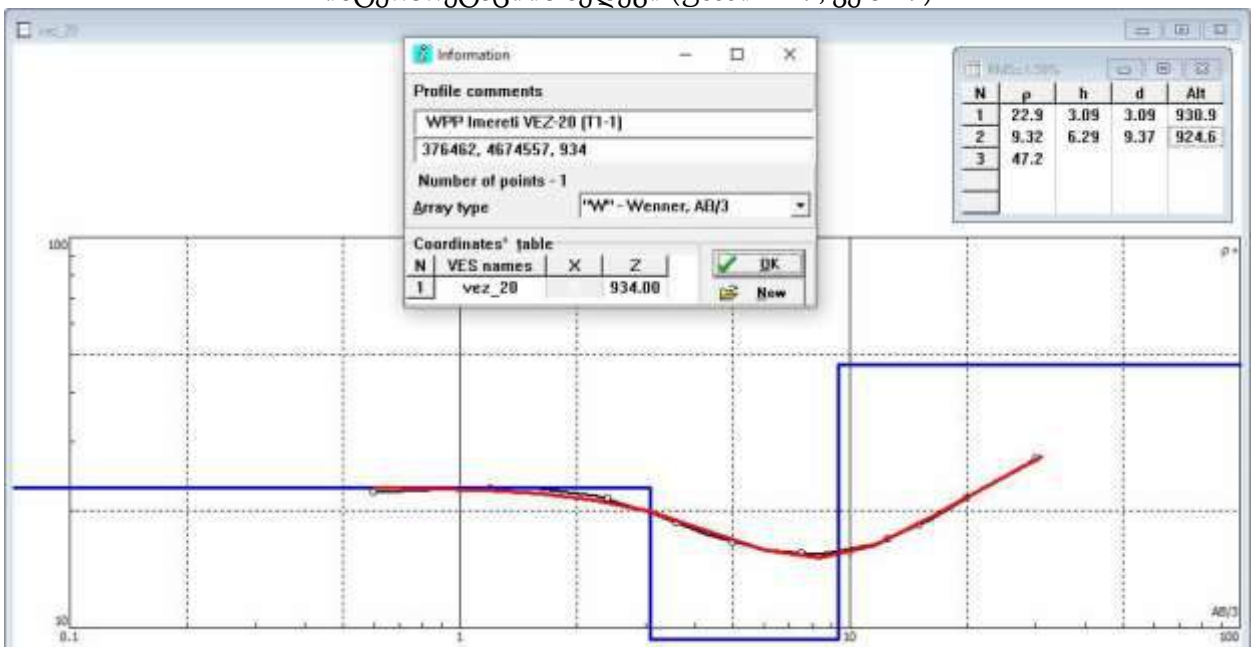 vez_20
Information
Profile comments
WPP Imereti VEZ-20 (T1-1)
376462, 4674557, 934
Number of points - 1
Array type "W" - Wenner, AB/3
Coordinates' table
N VES names X Z
1 vez_20 934.00
OK
New
N ρ h d Alt
1 22.9 3.09 3.09 930.9
2 9.32 6.29 9.37 924.6
3 47.2
100
10
0.1 1 10 100
AB/3